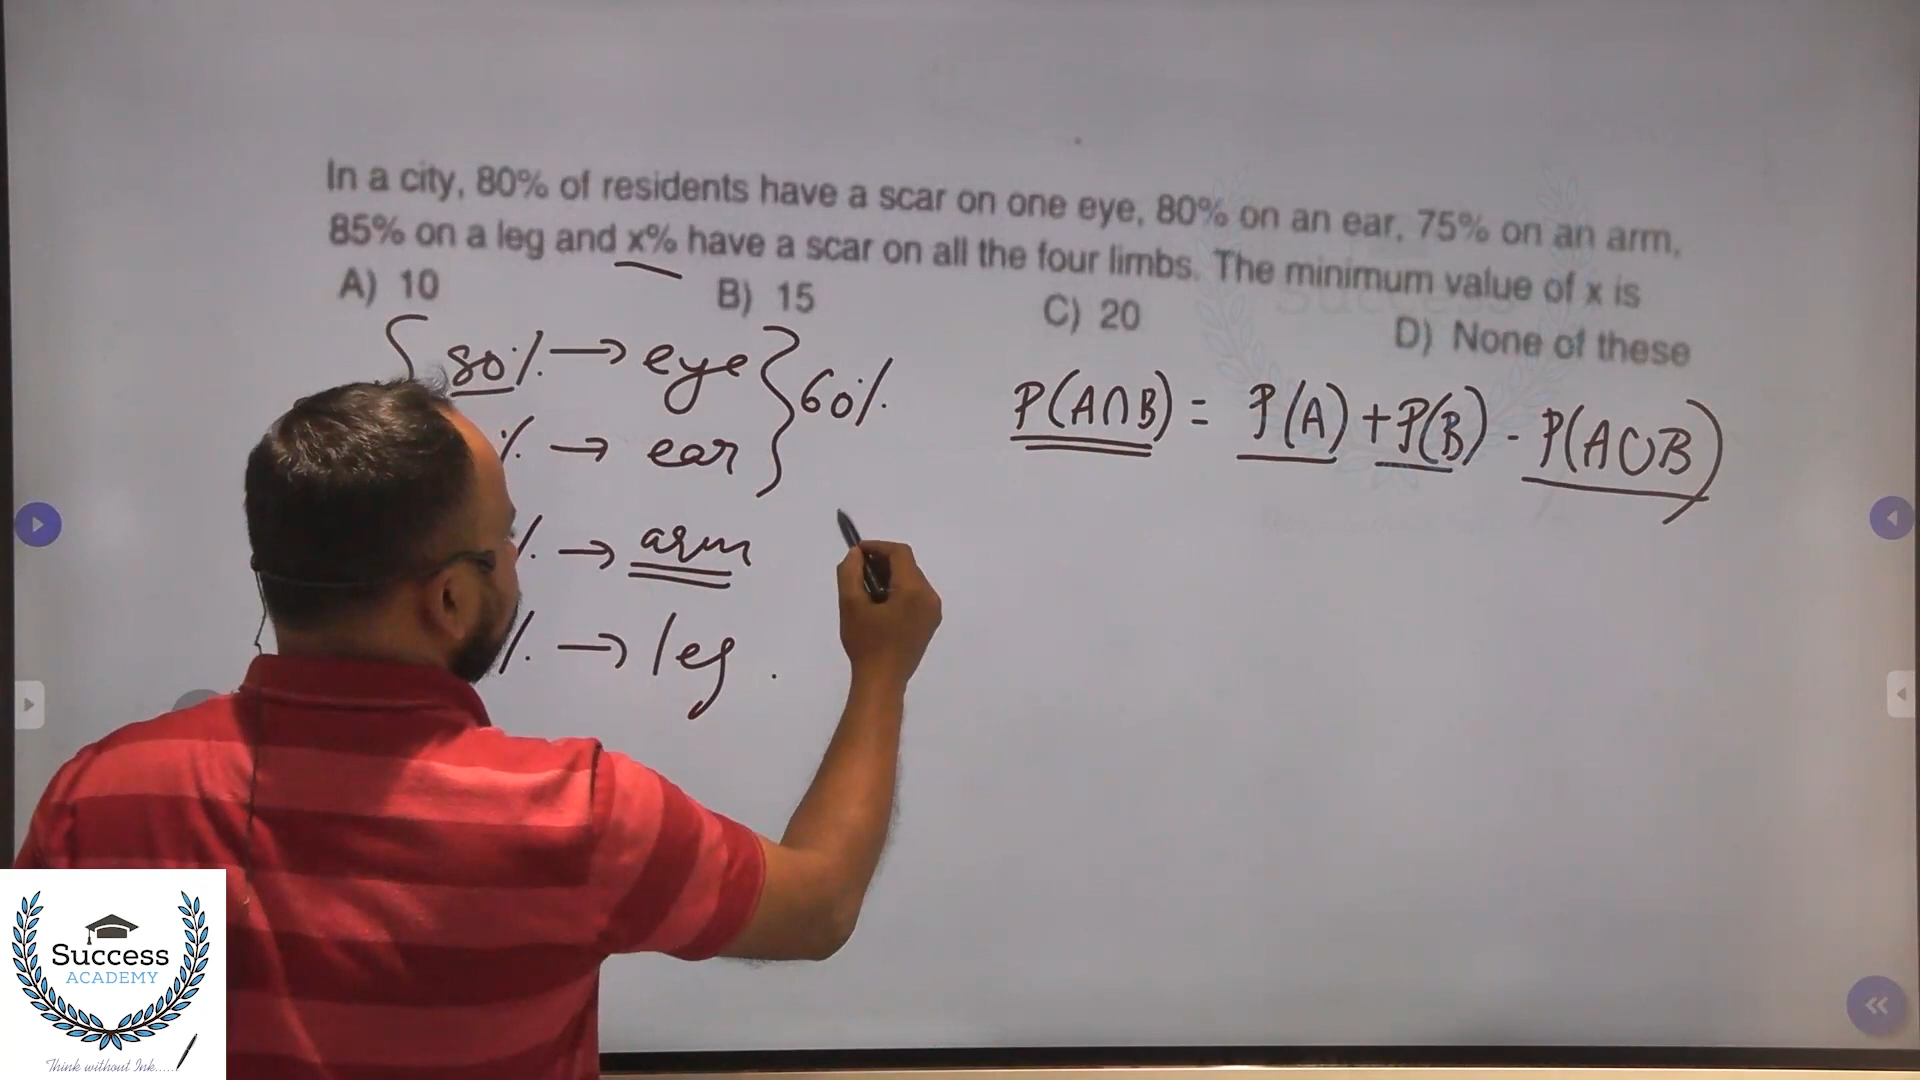 In a city, 80% of residents have a scar on one eye, 80% on an ear, 75% on an arm,
85% on a leg and x% have a scar on all the four limbs. The minimum value of x is
A) 10 B) 15 C) 20 D) None of these
80% → eye 60%
% → ear
P(A∩B) = P(A) + P(B) - P(A∪B)
% → arm
% → leg
Success
ACADEMY
Think without Ink.....